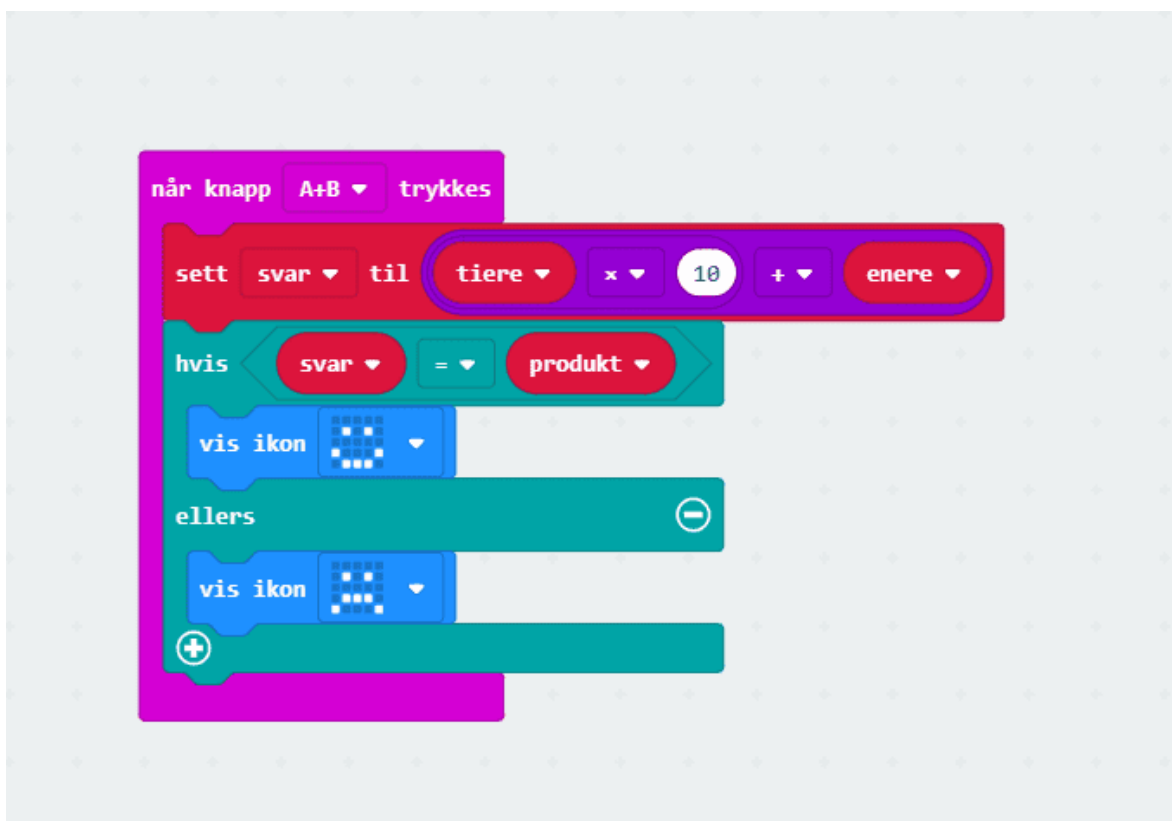 når knapp A+B trykkes
sett svar til tiere x 10 + enere
hvis svar = produkt
vis ikon
ellers
vis ikon